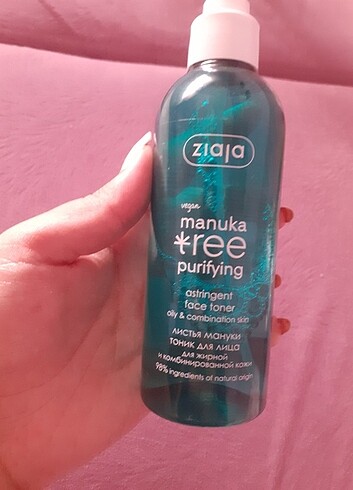 ziaja
vegan
manuka
tree
purifying
astringent
face toner
oily & combination skin
листья мануки
тоник для лица
для жирной
и комбинированной кожи
98% ingredients of natural origin